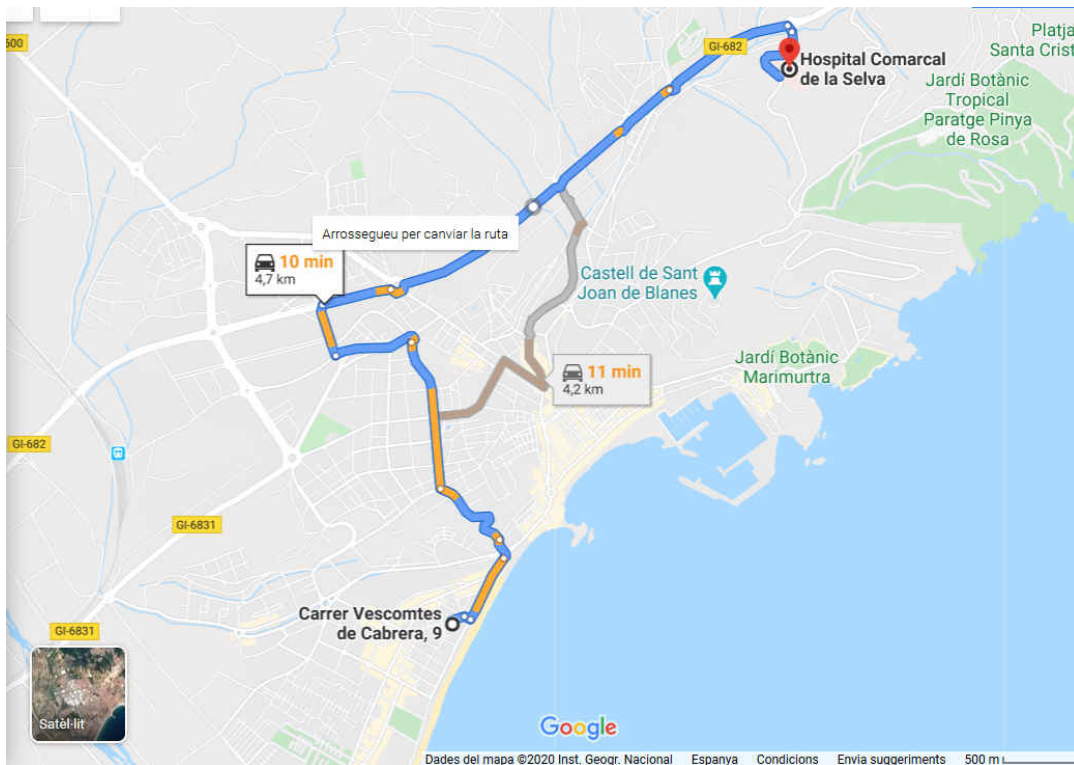 600
GI-682
Platja
Santa Crist
Hospital Comarcal
de la Selva
Jardí Botànic
Tropical
Paratge Pinya
de Rosa
Arrossegueu per canviar la ruta
10 min
4,7 km
Castell de Sant
Joan de Blanes
Jardí Botànic
Marimurtra
11 min
4,2 km
GI-682
GI-6831
Carrer Vescomtes
de Cabrera, 9
GI-6831
Satèl·lit
Google
Dades del mapa ©2020 Inst. Geogr. Nacional Espanya Condicions Envia suggeriments 500 m